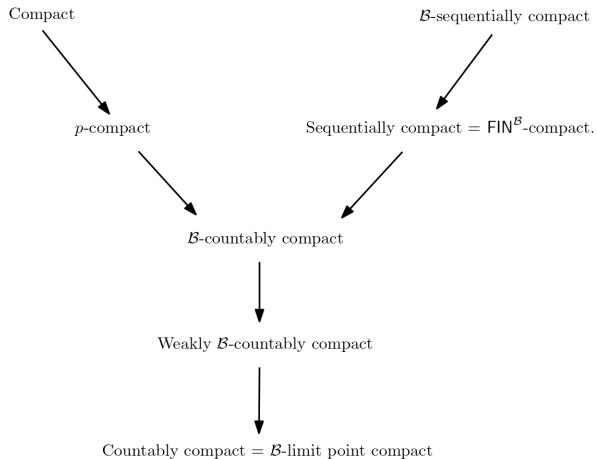 Compact
ℬ-sequentially compact
p-compact
Sequentially compact = FIN^ℬ-compact.
ℬ-countably compact
Weakly ℬ-countably compact
Countably compact = ℬ-limit point compact